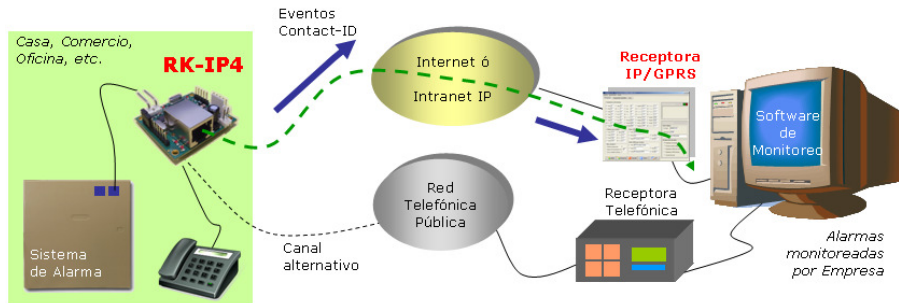 Casa, Comercio,
Oficina, etc.
RK-IP4
Sistema
de Alarma
Eventos
Contact-ID
Internet ó
Intranet IP
Red
Telefónica
Pública
Canal
alternativo
Receptora
IP/GPRS
Receptora
Telefónica
Software
de
Monitoreo
Alarmas
monitoreadas
por Empresa